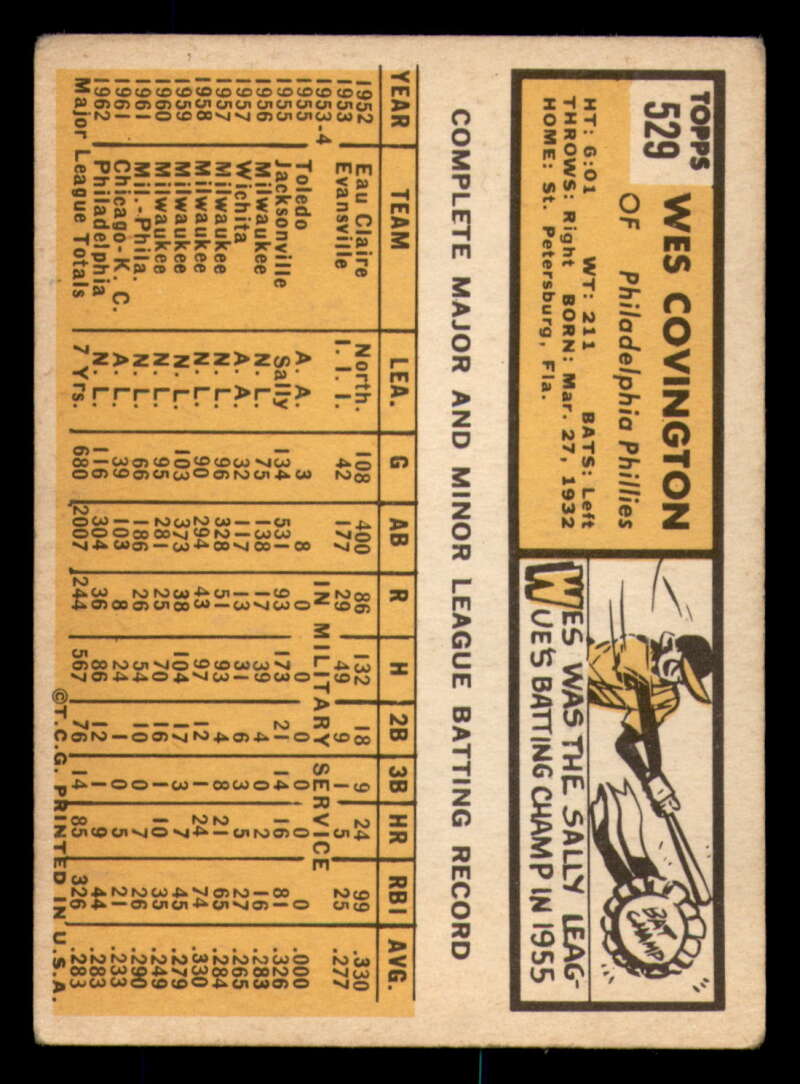 TOPPS
529
WES COVINGTON
OF Philadelphia Phillies
HT: 6:01 WT: 211 BATS: Left
THROWS: Right BORN: Mar. 27, 1932
HOME: St. Petersburg, Fla.
BAT CHAMP
WES WAS THE SALLY LEAG-
UE'S BATTING CHAMP IN 1955
COMPLETE MAJOR AND MINOR LEAGUE BATTING RECORD
YEAR TEAM LEA. G AB R H 2B 3B HR RBI AVG.
1952 Eau Claire North. 108 400 86 132 18 9 24 99 .330
1953 Evansville I. I. I. 42 177 29 49 9 1 5 25 .277
1953-4 IN MILITARY SERVICE
1955 Toledo A. A. 3 8 0 0 0 0 0 0 .000
1955 Jacksonville Sally 134 531 93 173 21 14 16 81 .326
1956 Milwaukee N. L. 75 138 17 39 4 0 2 16 .283
1957 Wichita A. A. 32 117 13 31 6 3 5 27 .265
1957 Milwaukee N. L. 96 328 51 93 4 8 21 65 .284
1958 Milwaukee N. L. 90 294 43 97 12 1 24 74 .330
1959 Milwaukee N. L. 103 373 38 104 17 3 7 45 .279
1960 Milwaukee N. L. 95 281 25 70 16 1 10 35 .249
1961 Mil.-Phila. N. L. 66 186 26 54 10 0 7 26 .290
1961 Chicago-K. C. A. L. 39 103 8 24 1 0 5 21 .233
1962 Philadelphia N. L. 116 304 36 86 12 1 9 44 .283
Major League Totals 7 Yrs. 680 2007 244 567 76 14 85 326 .283
©T.C.G. PRINTED IN U.S.A.